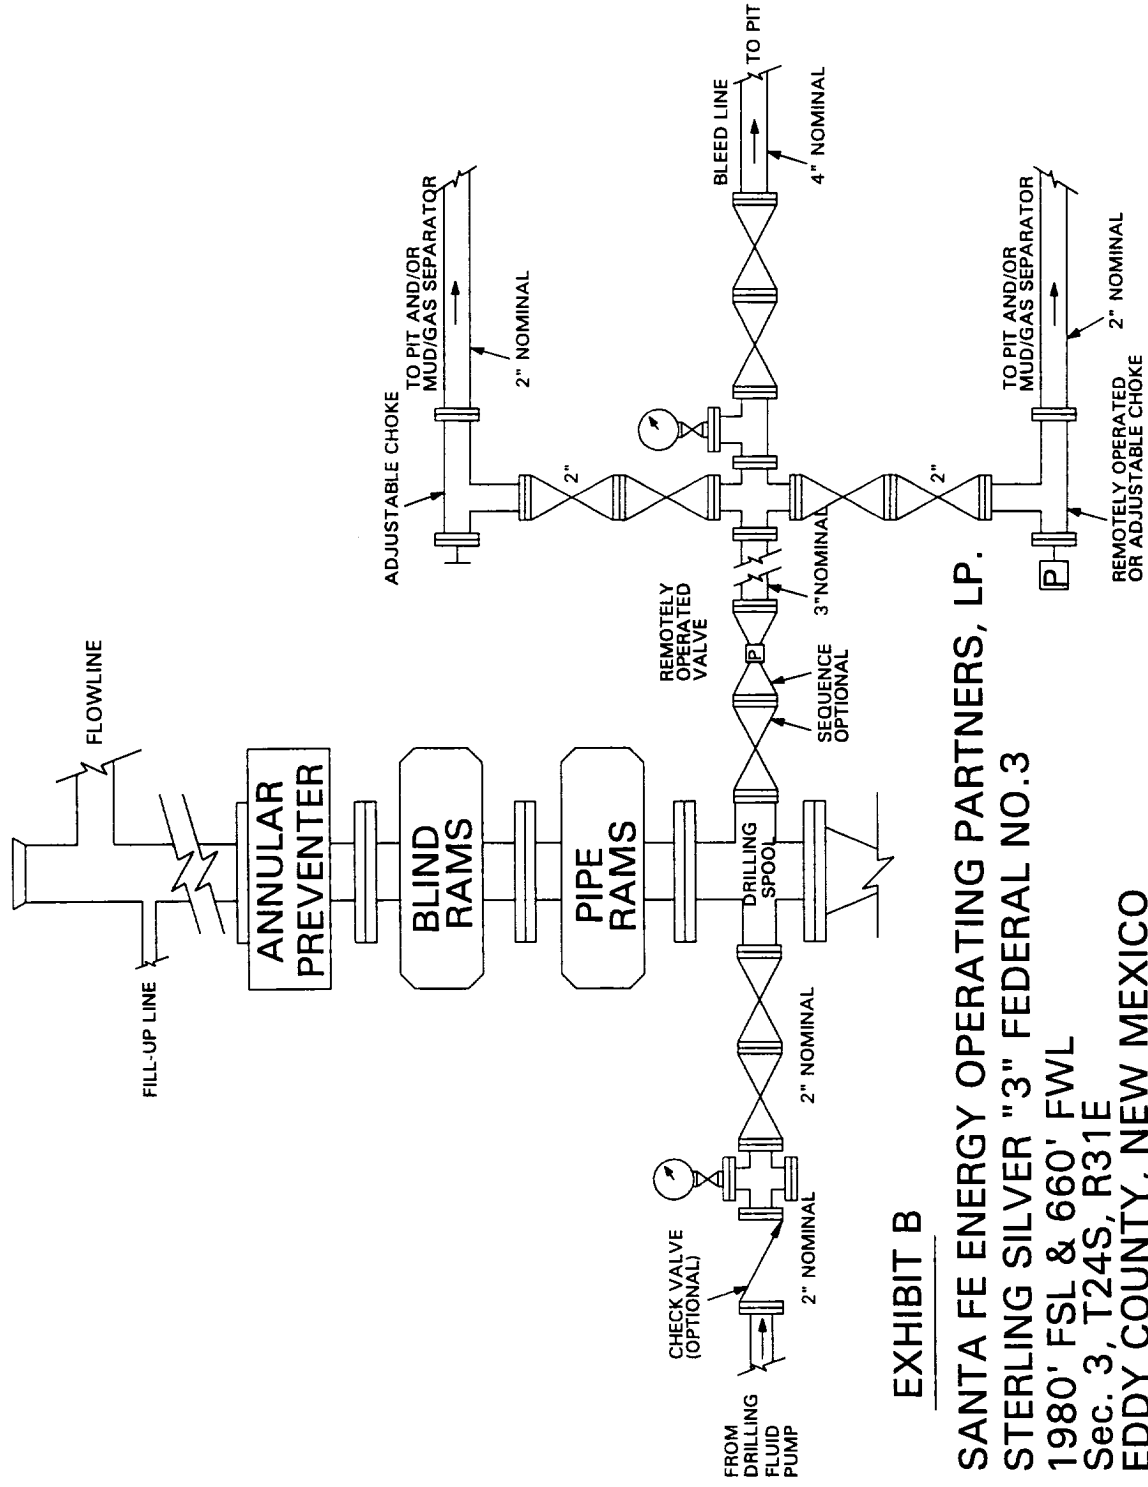 FLOWLINE
FILL-UP LINE
ANNULAR
PREVENTER
BLIND
RAMS
PIPE
RAMS
DRILLING
SPOOL
FROM
DRILLING
FLUID
PUMP
CHECK VALVE
(OPTIONAL)
2" NOMINAL
2" NOMINAL
SEQUENCE
OPTIONAL
REMOTELY
OPERATED
VALVE
P
3"NOMINAL
ADJUSTABLE CHOKE
TO PIT AND/OR
MUD/GAS SEPARATOR
2" NOMINAL
2"
BLEED LINE
TO PIT
4" NOMINAL
2"
TO PIT AND/OR
MUD/GAS SEPARATOR
2" NOMINAL
P
REMOTELY OPERATED
OR ADJUSTABLE CHOKE
EXHIBIT B
SANTA FE ENERGY OPERATING PARTNERS, LP.
STERLING SILVER "3" FEDERAL NO.3
1980' FSL & 660' FWL
Sec. 3, T24S, R31E
EDDY COUNTY, NEW MEXICO